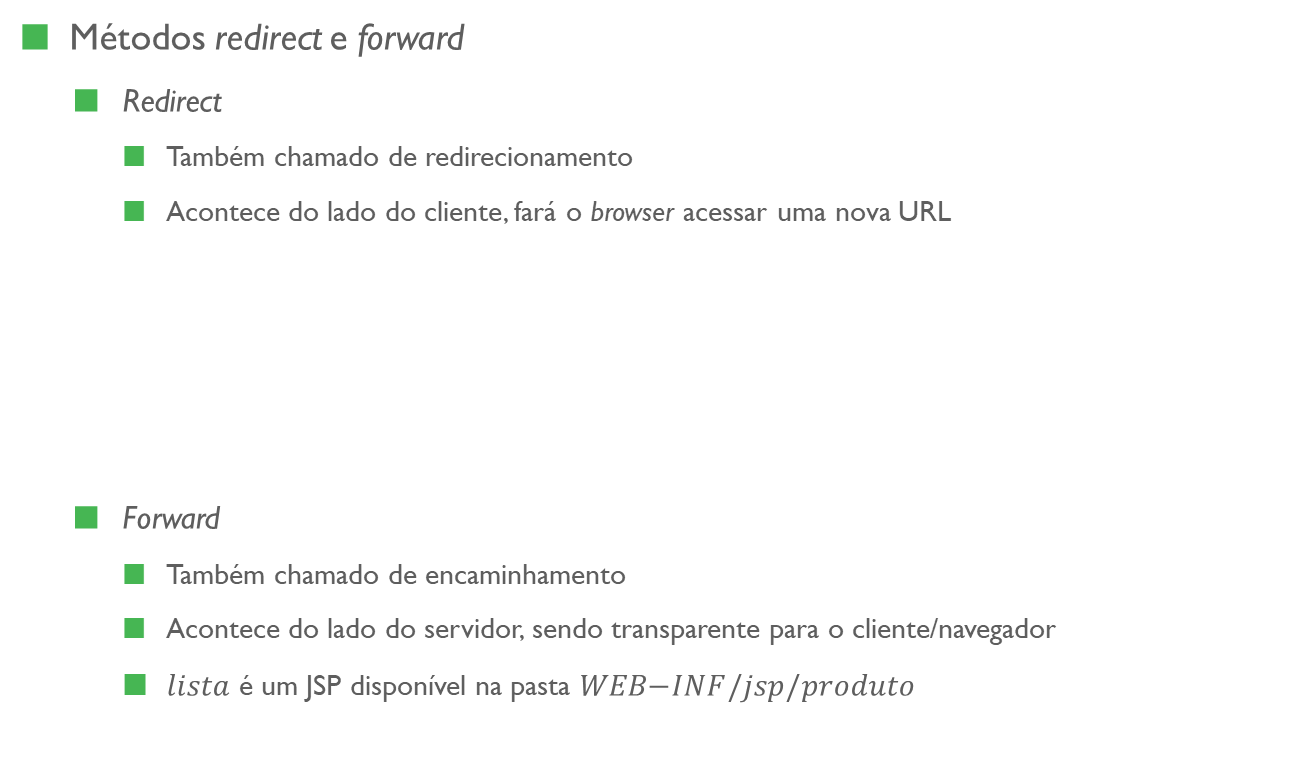 Métodos redirect e forward
Redirect
Também chamado de redirecionamento
Acontece do lado do cliente, fará o browser acessar uma nova URL
Forward
Também chamado de encaminhamento
Acontece do lado do servidor, sendo transparente para o cliente/navegador
lista é um JSP disponível na pasta WEB−INF/jsp/produto